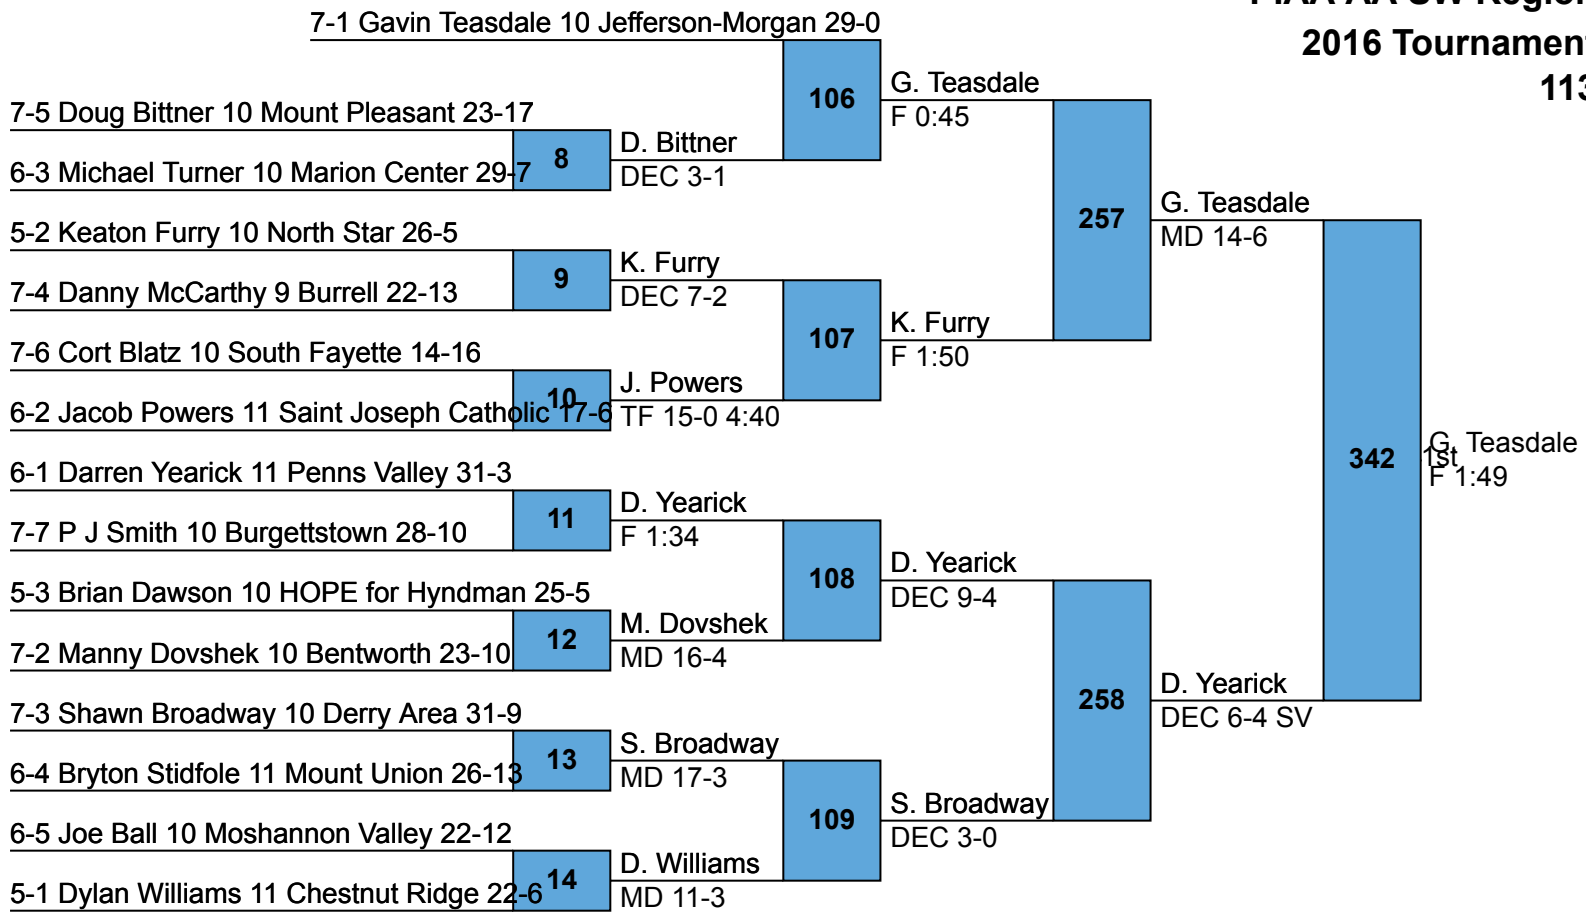 PIAA AA SW Region
2016 Tournament
113
7-1 Gavin Teasdale 10 Jefferson-Morgan 29-0
106
G. Teasdale
F 0:45
7-5 Doug Bittner 10 Mount Pleasant 23-17
8
D. Bittner
DEC 3-1
6-3 Michael Turner 10 Marion Center 29-7
257
G. Teasdale
MD 14-6
5-2 Keaton Furry 10 North Star 26-5
9
K. Furry
DEC 7-2
7-4 Danny McCarthy 9 Burrell 22-13
107
K. Furry
F 1:50
7-6 Cort Blatz 10 South Fayette 14-16
10
J. Powers
TF 15-0 4:40
6-2 Jacob Powers 11 Saint Joseph Catholic 17-6
342
1st
G. Teasdale
F 1:49
6-1 Darren Yearick 11 Penns Valley 31-3
11
D. Yearick
F 1:34
7-7 P J Smith 10 Burgettstown 28-10
108
D. Yearick
DEC 9-4
5-3 Brian Dawson 10 HOPE for Hyndman 25-5
12
M. Dovshek
MD 16-4
7-2 Manny Dovshek 10 Bentworth 23-10
258
D. Yearick
DEC 6-4 SV
7-3 Shawn Broadway 10 Derry Area 31-9
13
S. Broadway
MD 17-3
6-4 Bryton Stidfole 11 Mount Union 26-13
109
S. Broadway
DEC 3-0
6-5 Joe Ball 10 Moshannon Valley 22-12
14
D. Williams
MD 11-3
5-1 Dylan Williams 11 Chestnut Ridge 22-6